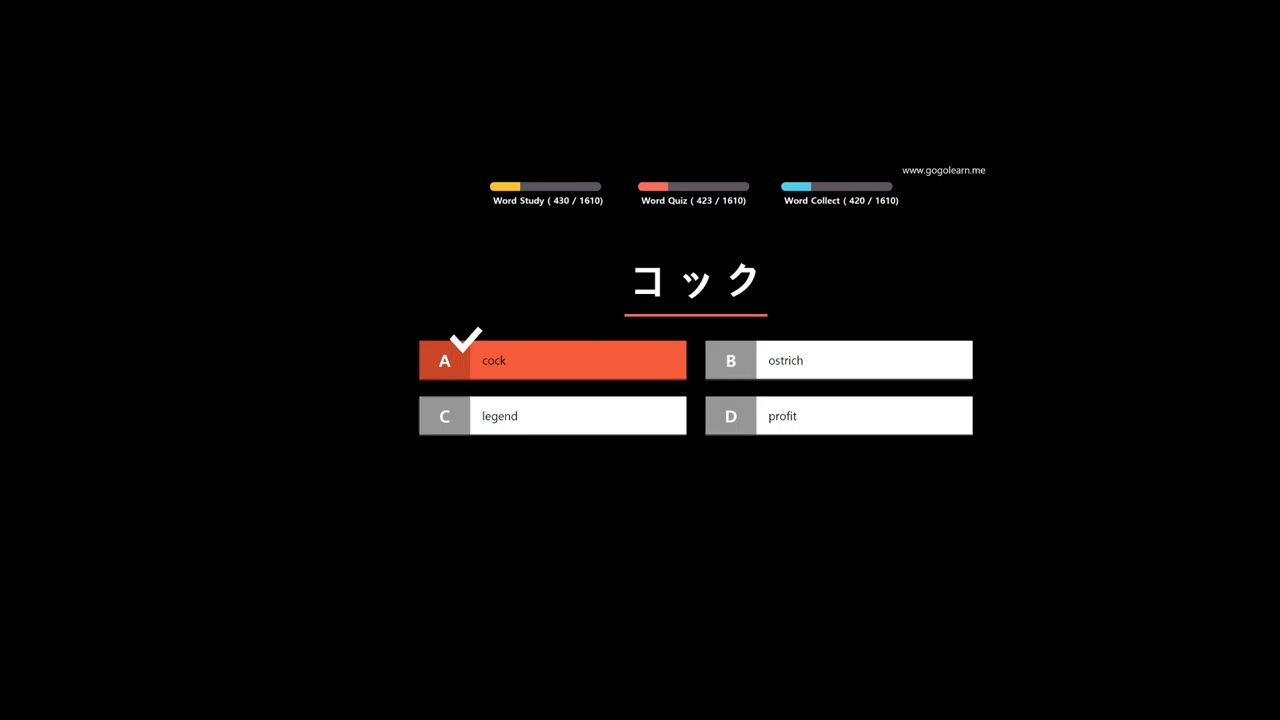 www.gogolearn.me
Word Study ( 430 / 1610)
Word Quiz ( 423 / 1610)
Word Collect ( 420 / 1610)
コック
A cock
B ostrich
C legend
D profit